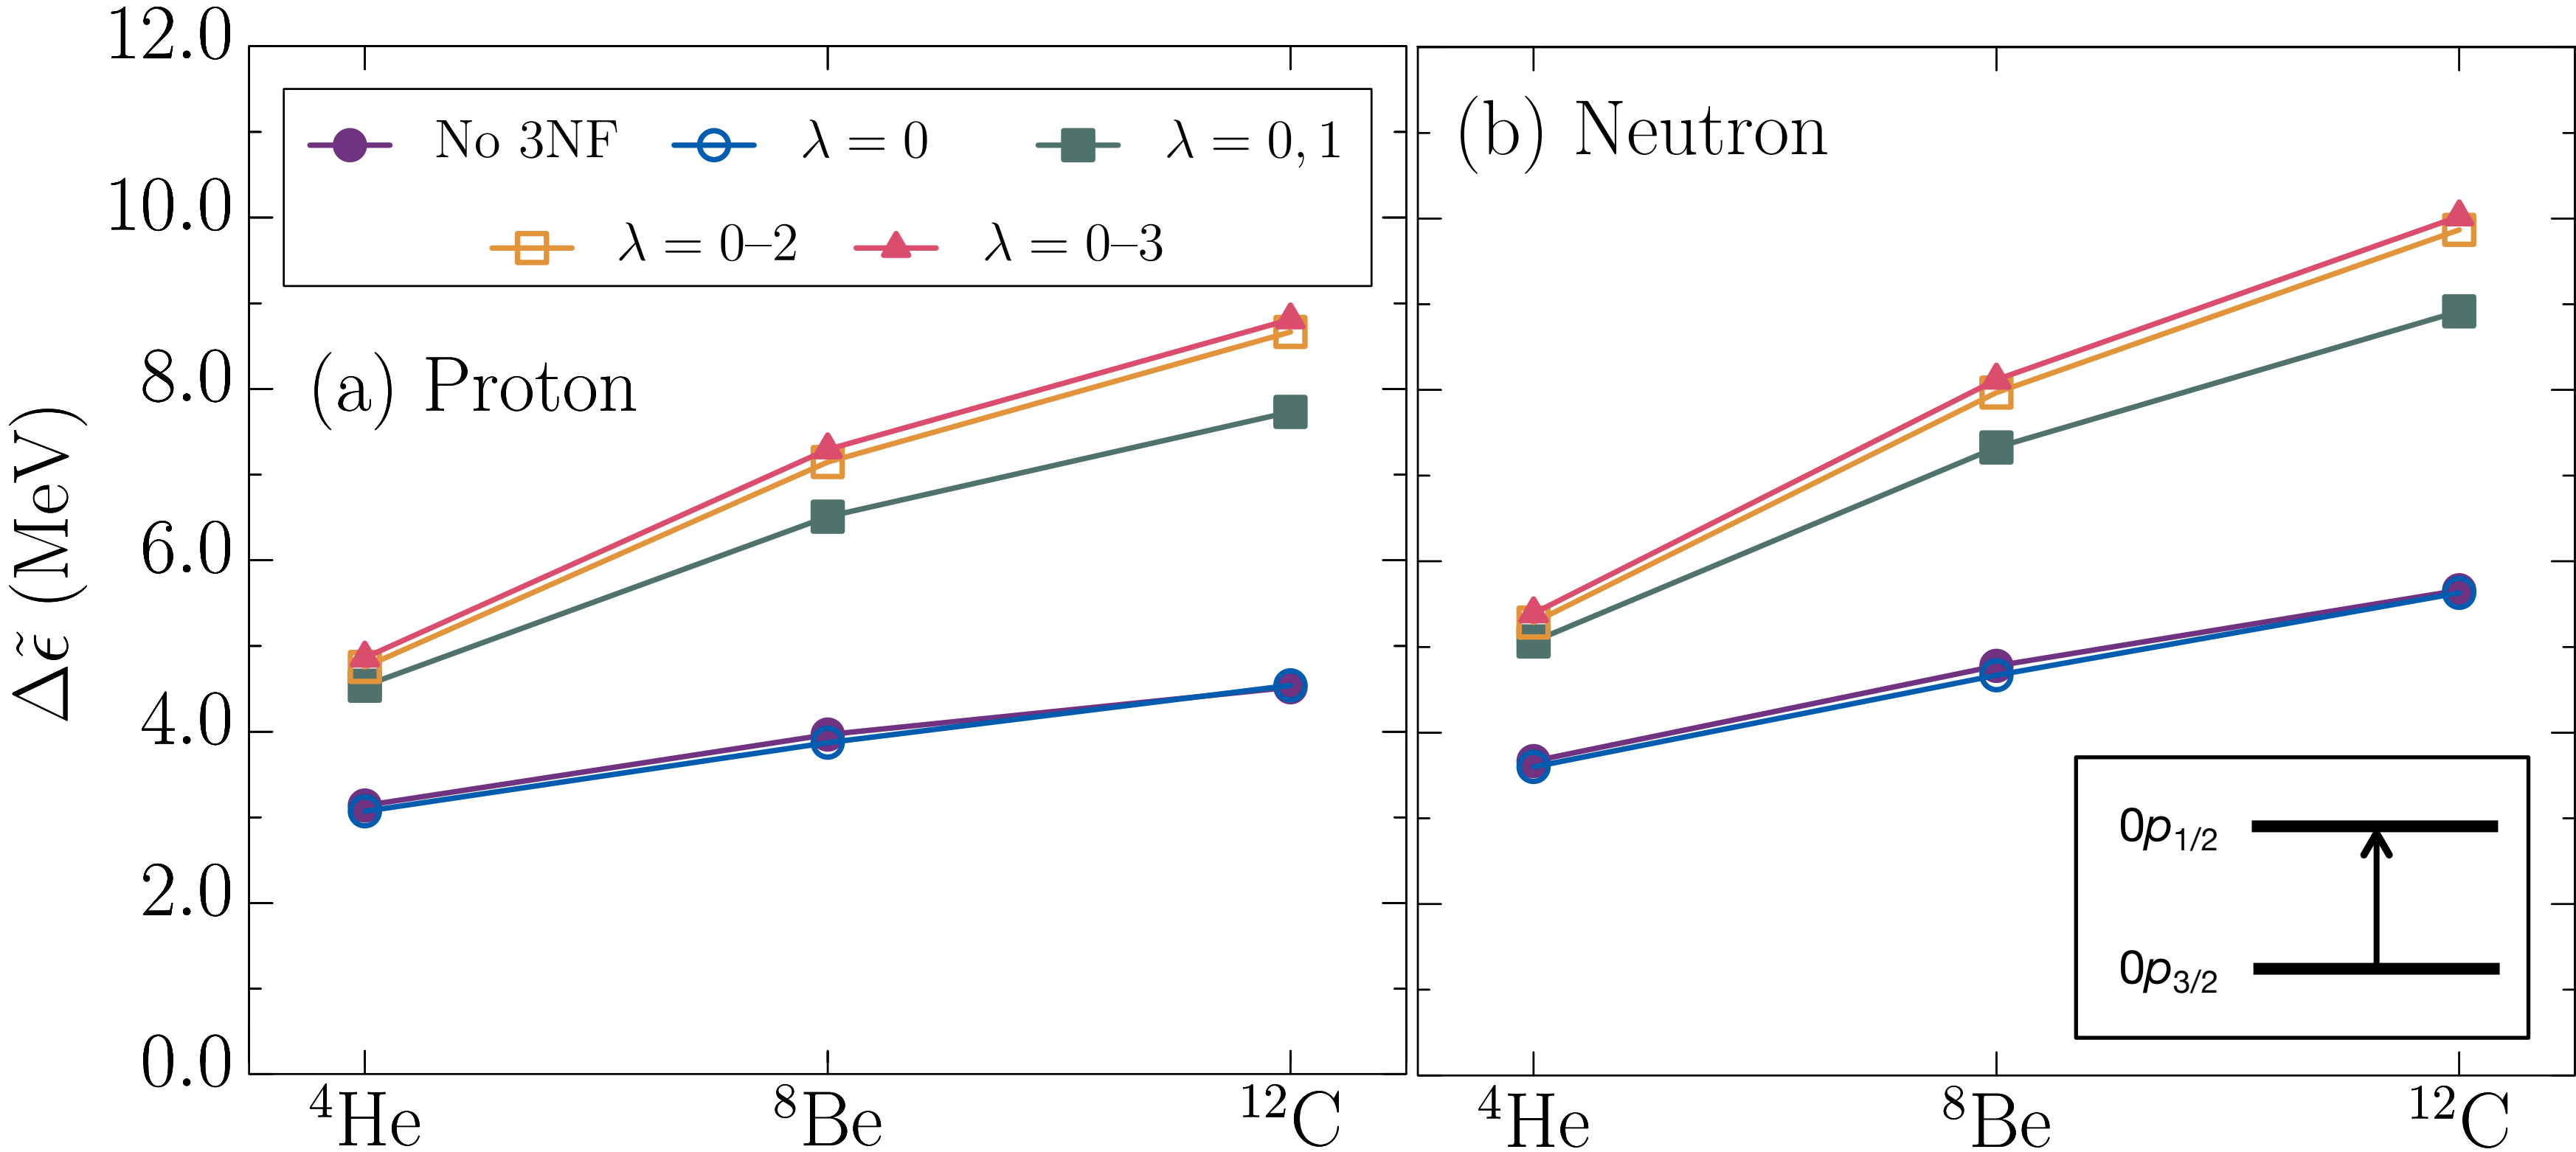 12.0
10.0
8.0
6.0
4.0
2.0
0.0
Δε̃ (MeV)
No 3NF
λ = 0
λ = 0, 1
λ = 0–2
λ = 0–3
(a) Proton
⁴He
⁸Be
¹²C
(b) Neutron
0p₁/₂
0p₃/₂
⁴He
⁸Be
¹²C